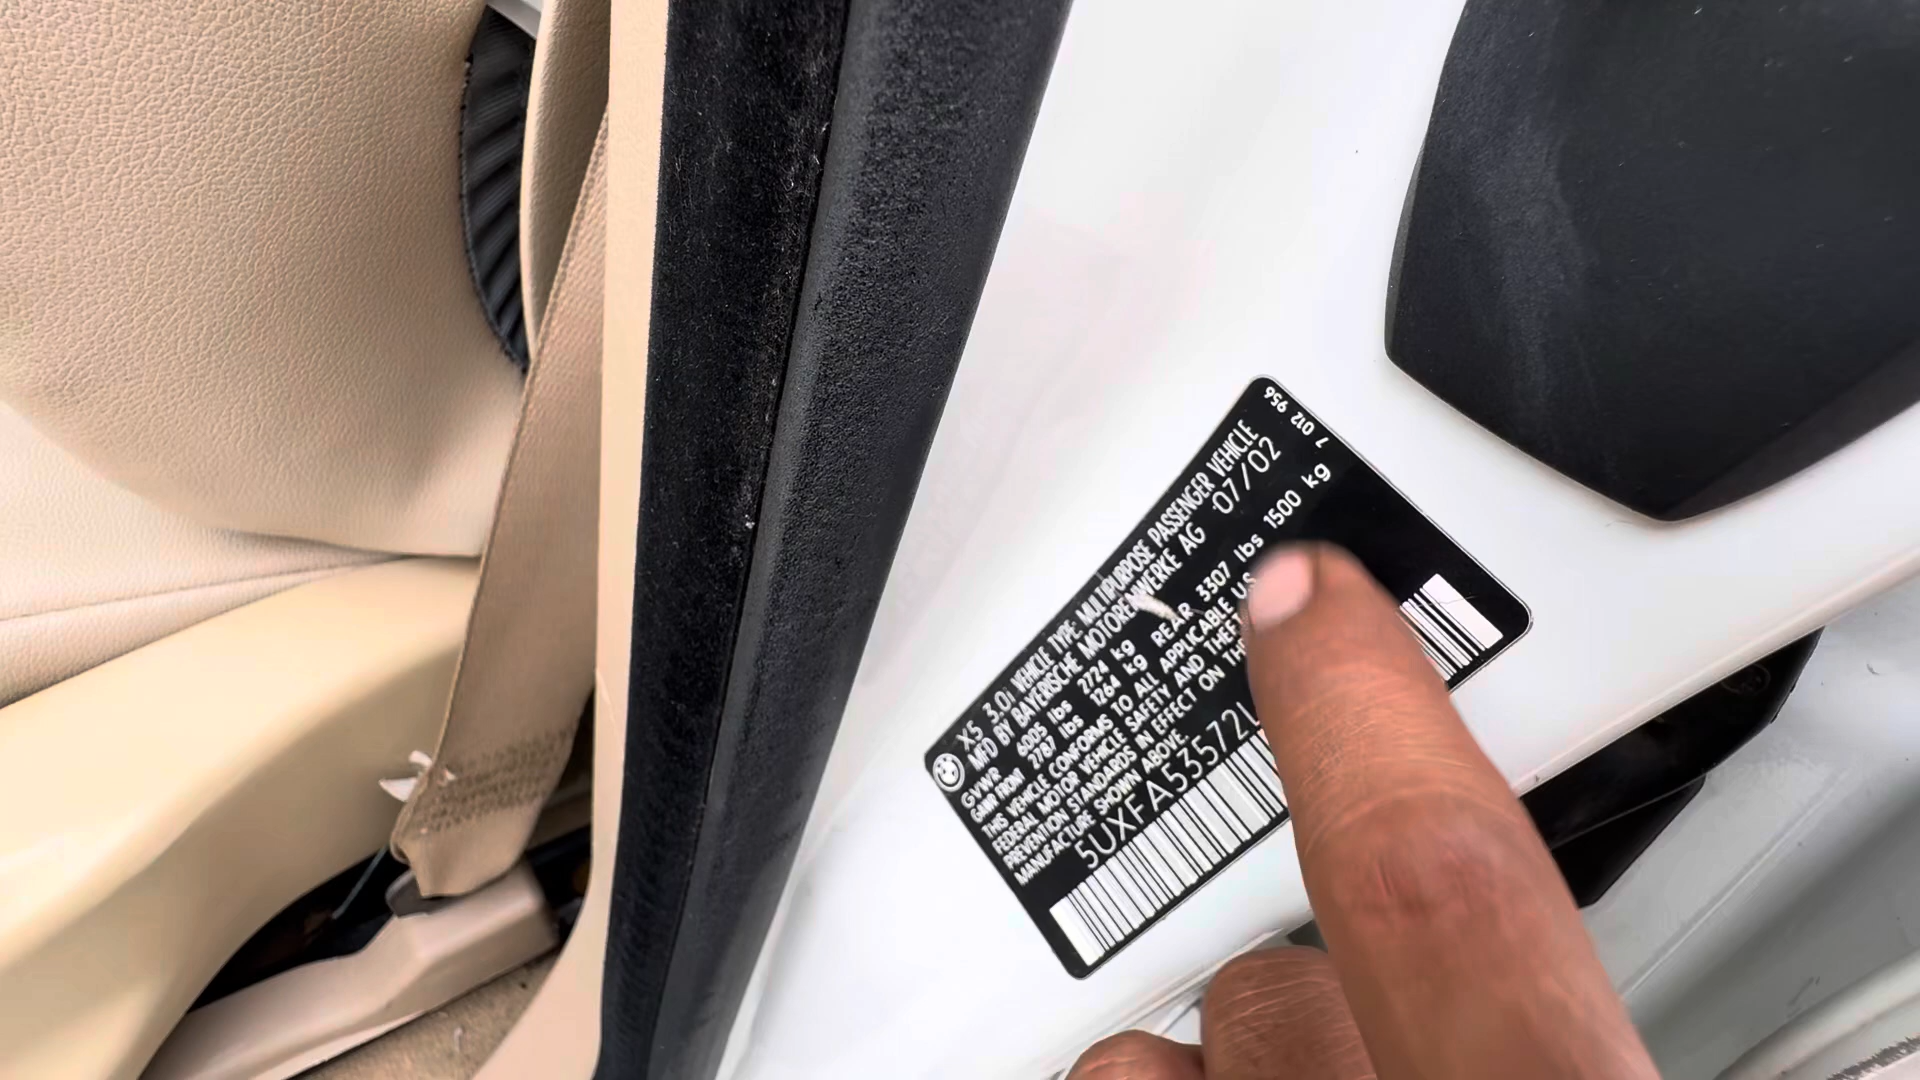 7 012 956
X5 3.0i VEHICLE TYPE MULTIPURPOSE PASSENGER VEHICLE
MFD BY BAYERISCHE MOTORENWERKE AG 07/02
GVWR 6005 lbs 2724 kg
GAWR FRONT 2787 lbs 1264 kg REAR 3307 lbs 1500 kg
THIS VEHICLE CONFORMS TO ALL APPLICABLE U.S.
FEDERAL MOTOR VEHICLE SAFETY AND THEFT
PREVENTION STANDARDS IN EFFECT ON THE
MANUFACTURE SHOWN ABOVE.
5UXFA53572L